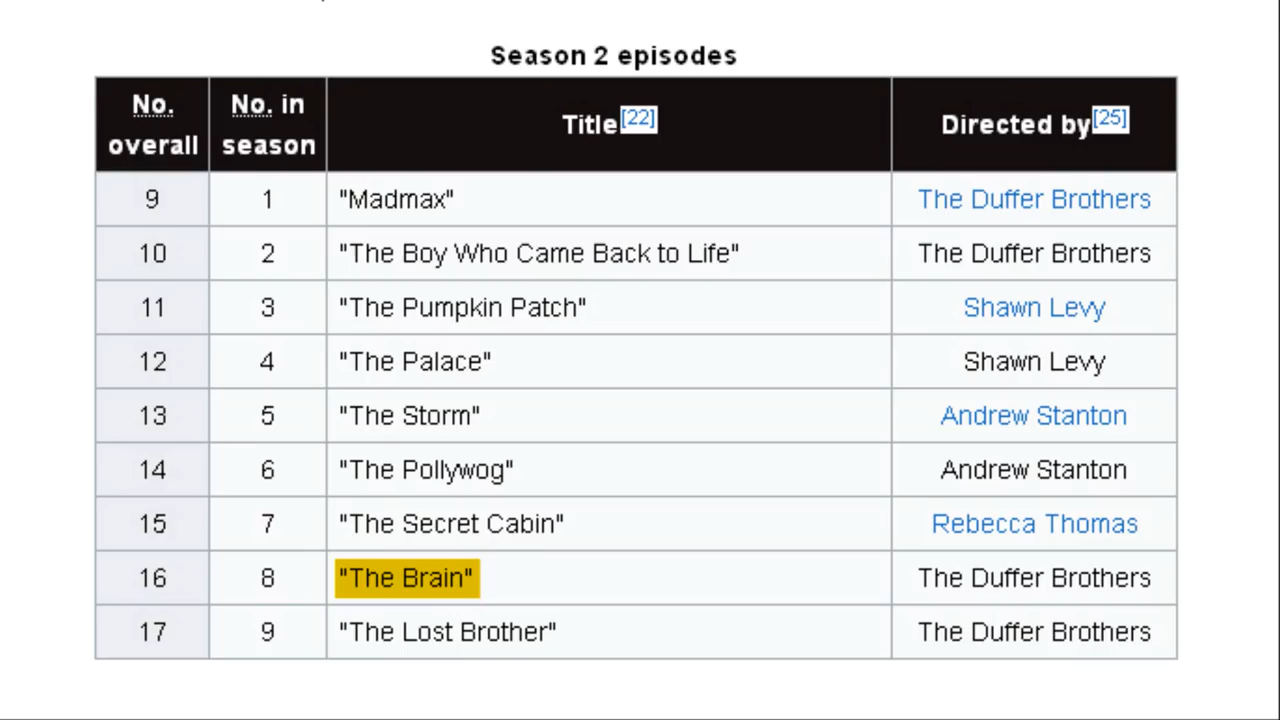 Season 2 episodes
No. overall No. in season Title[22] Directed by[25]
9 1 "Madmax" The Duffer Brothers
10 2 "The Boy Who Came Back to Life" The Duffer Brothers
11 3 "The Pumpkin Patch" Shawn Levy
12 4 "The Palace" Shawn Levy
13 5 "The Storm" Andrew Stanton
14 6 "The Pollywog" Andrew Stanton
15 7 "The Secret Cabin" Rebecca Thomas
16 8 "The Brain" The Duffer Brothers
17 9 "The Lost Brother" The Duffer Brothers